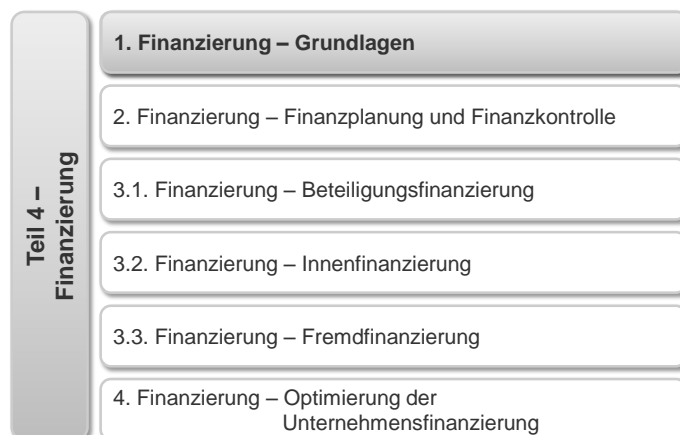 Teil 4 –
Finanzierung
1. Finanzierung – Grundlagen
2. Finanzierung – Finanzplanung und Finanzkontrolle
3.1. Finanzierung – Beteiligungsfinanzierung
3.2. Finanzierung – Innenfinanzierung
3.3. Finanzierung – Fremdfinanzierung
4. Finanzierung – Optimierung der
Unternehmensfinanzierung